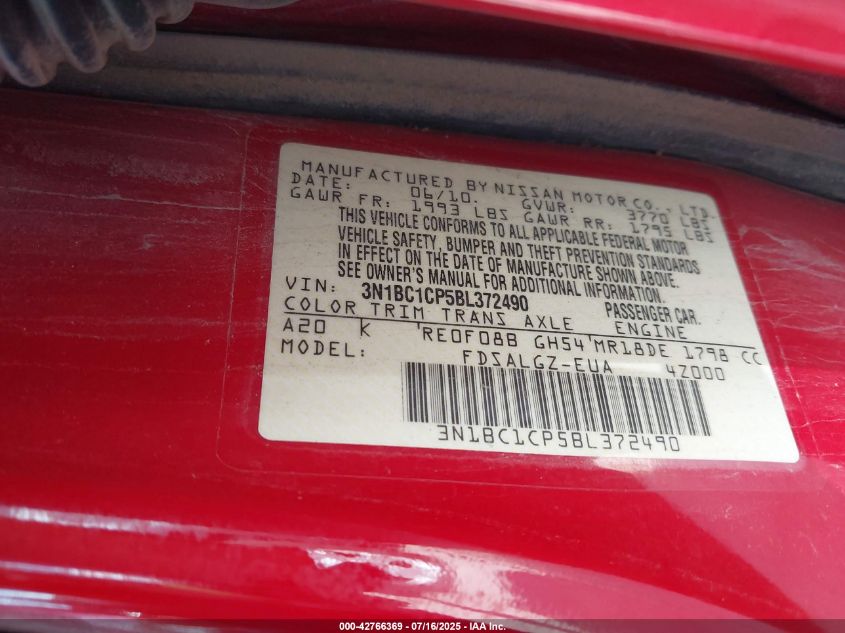 MANUFACTURED BY NISSAN MOTOR CO., LTD.
DATE: 06/10. GVWR: 3770 LBS
GAWR FR: 1993 LBS GAWR RR: 1795 LBS
THIS VEHICLE CONFORMS TO ALL APPLICABLE FEDERAL MOTOR
VEHICLE SAFETY, BUMPER AND THEFT PREVENTION STANDARDS
IN EFFECT ON THE DATE OF MANUFACTURE SHOWN ABOVE.
SEE OWNER'S MANUAL FOR ADDITIONAL INFORMATION.
VIN: 3N1BC1CP5BL372490 PASSENGER CAR.
COLOR TRIM TRANS AXLE ENGINE
A20 K RE0F08B GH54 MR18DE 1798 CC
FDSALGZ-EUA 4Z000
3N1BC1CP5BL372490
000-42766369 - 07/16/2025 - IAA Inc.